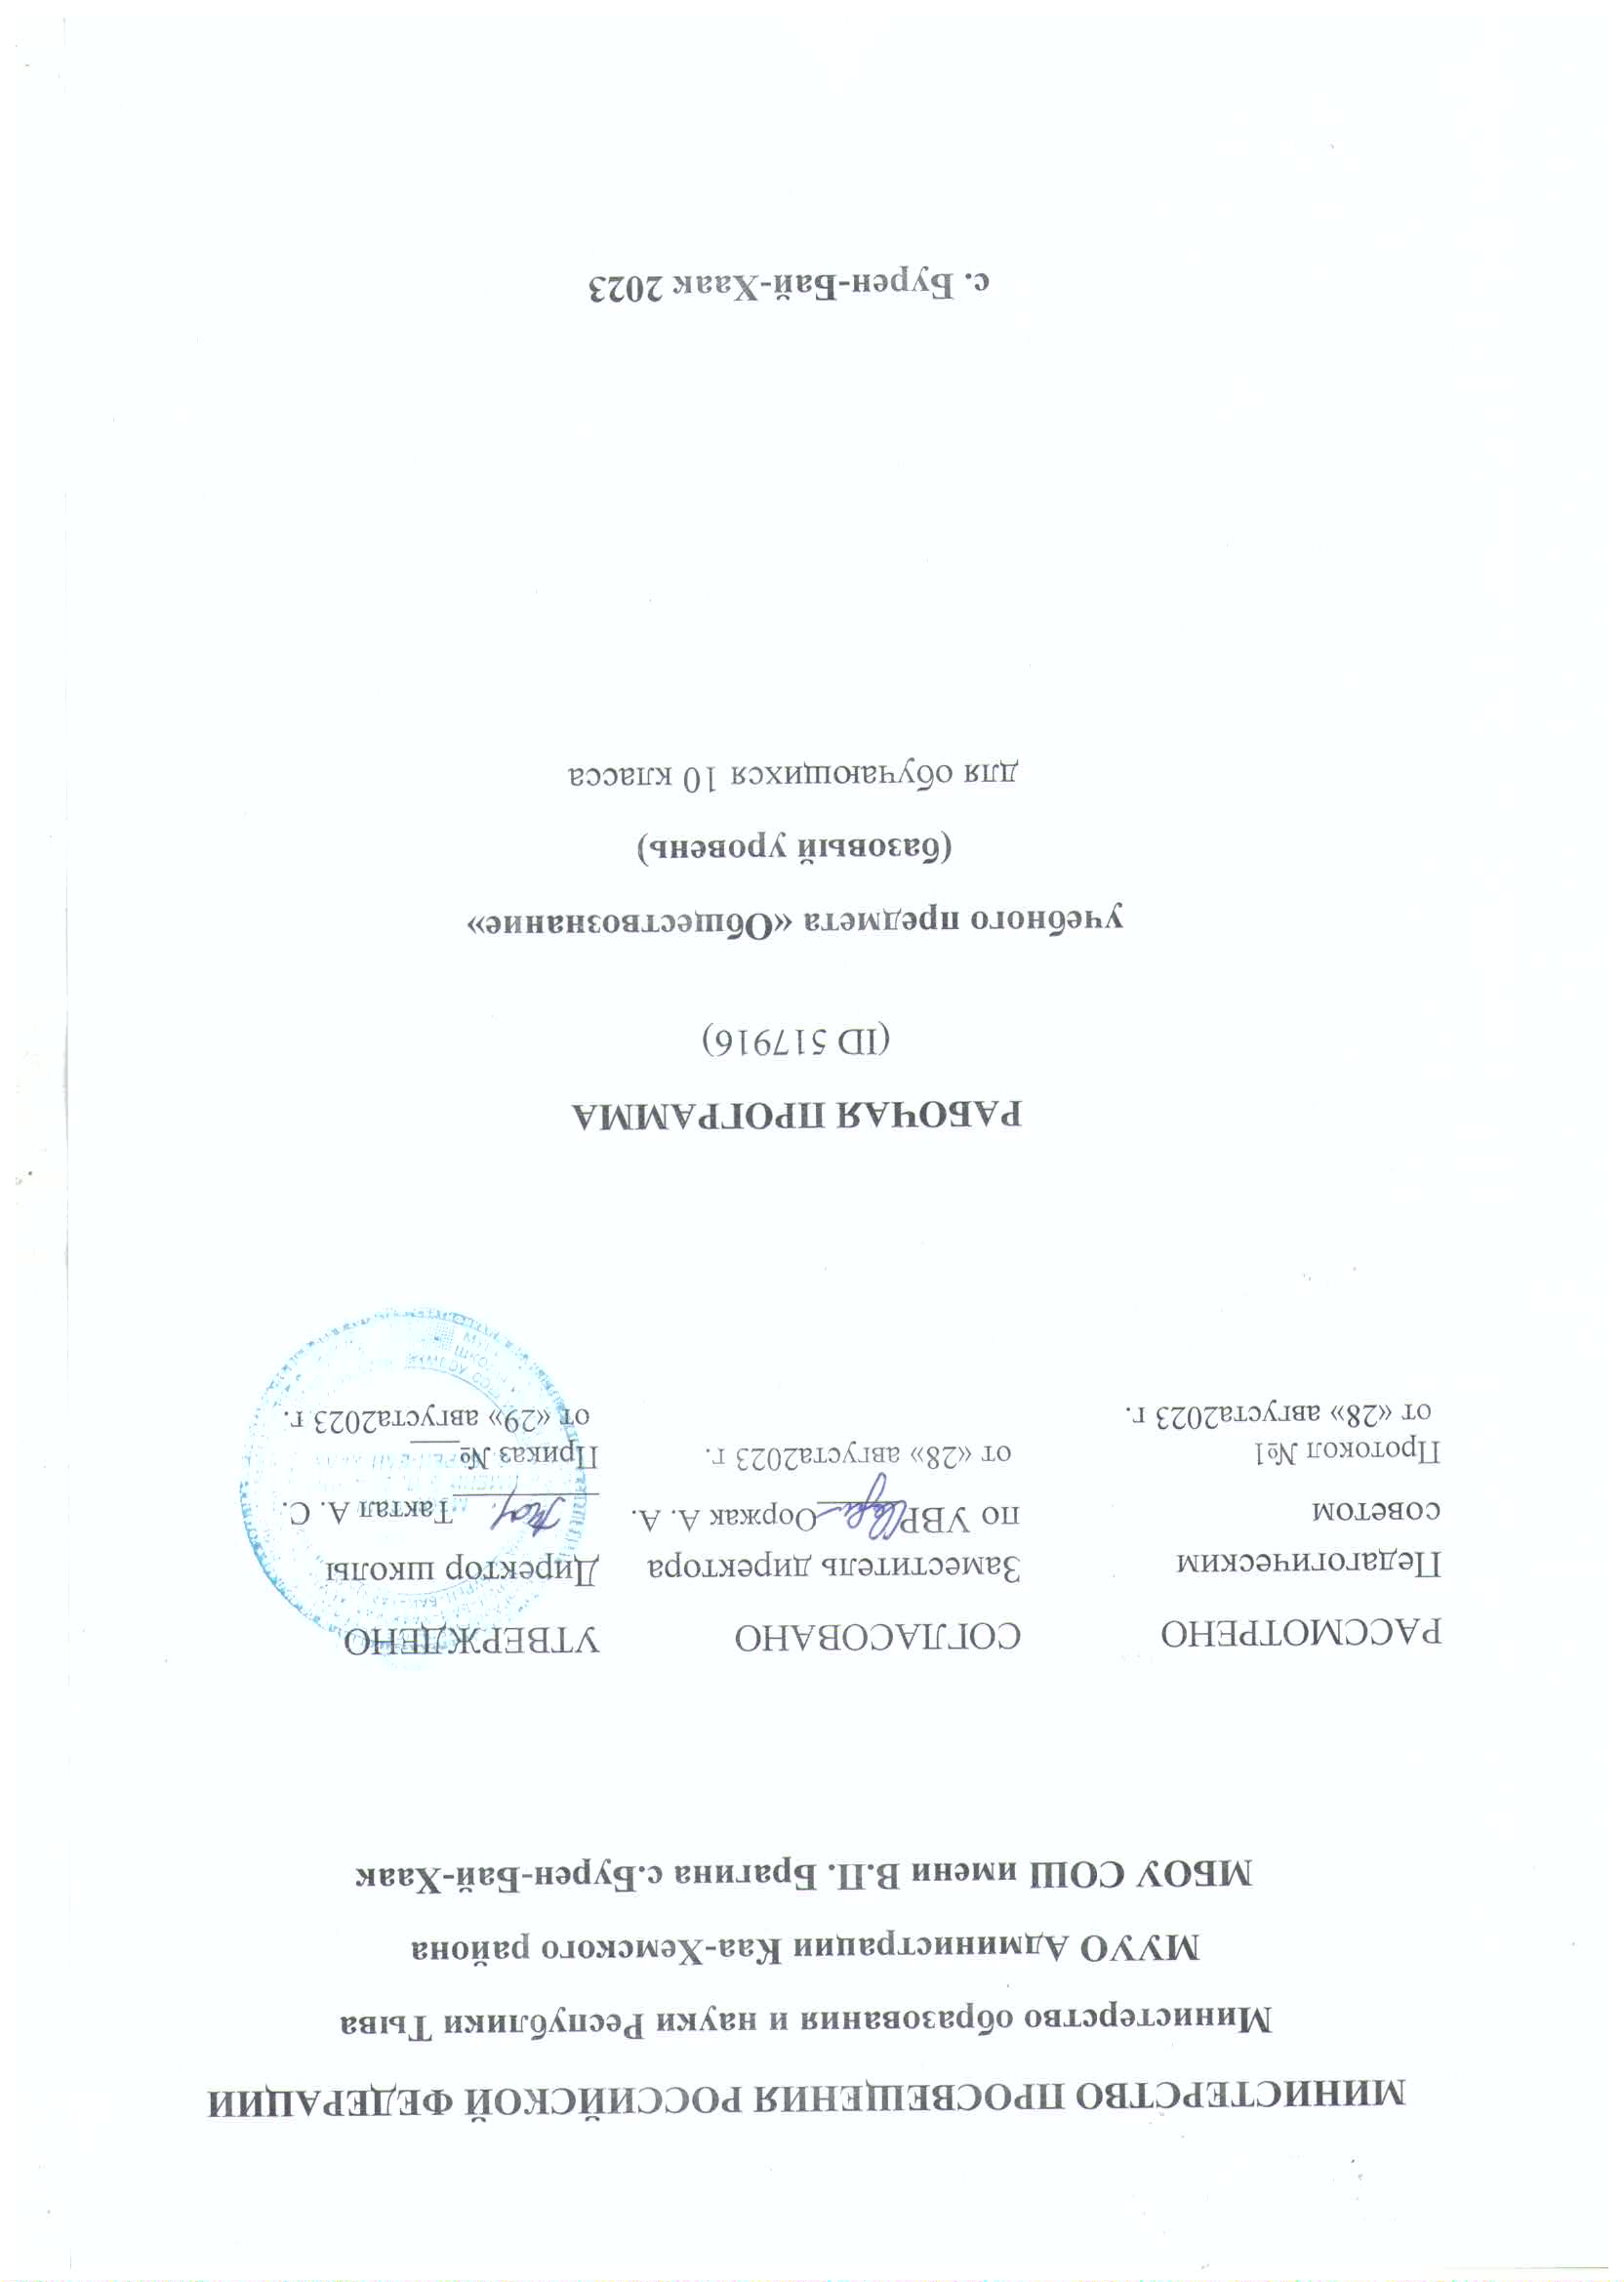 МИНИСТЕРСТВО ПРОСВЕЩЕНИЯ РОССИЙСКОЙ ФЕДЕРАЦИИ
Министерство образования и науки Республики Тыва
МУУО Администрации Каа-Хемского района
МБОУ СОШ имени В.П. Брагина с.Бурен-Бай-Хаак
РАССМОТРЕНО
Педагогическим
советом
Протокол №1
от «28» августа2023 г.
СОГЛАСОВАНО
Заместитель директора
по УВР Ооржак А. А.
от «28» августа2023 г.
УТВЕРЖДЕНО
Директор школы
Тактал А. С.
Приказ №
от «29» августа2023 г.
РАБОЧАЯ ПРОГРАММА
(ID 517916)
учебного предмета «Обществознание»
(базовый уровень)
для обучающихся 10 класса
с. Бурен-Бай-Хаак 2023